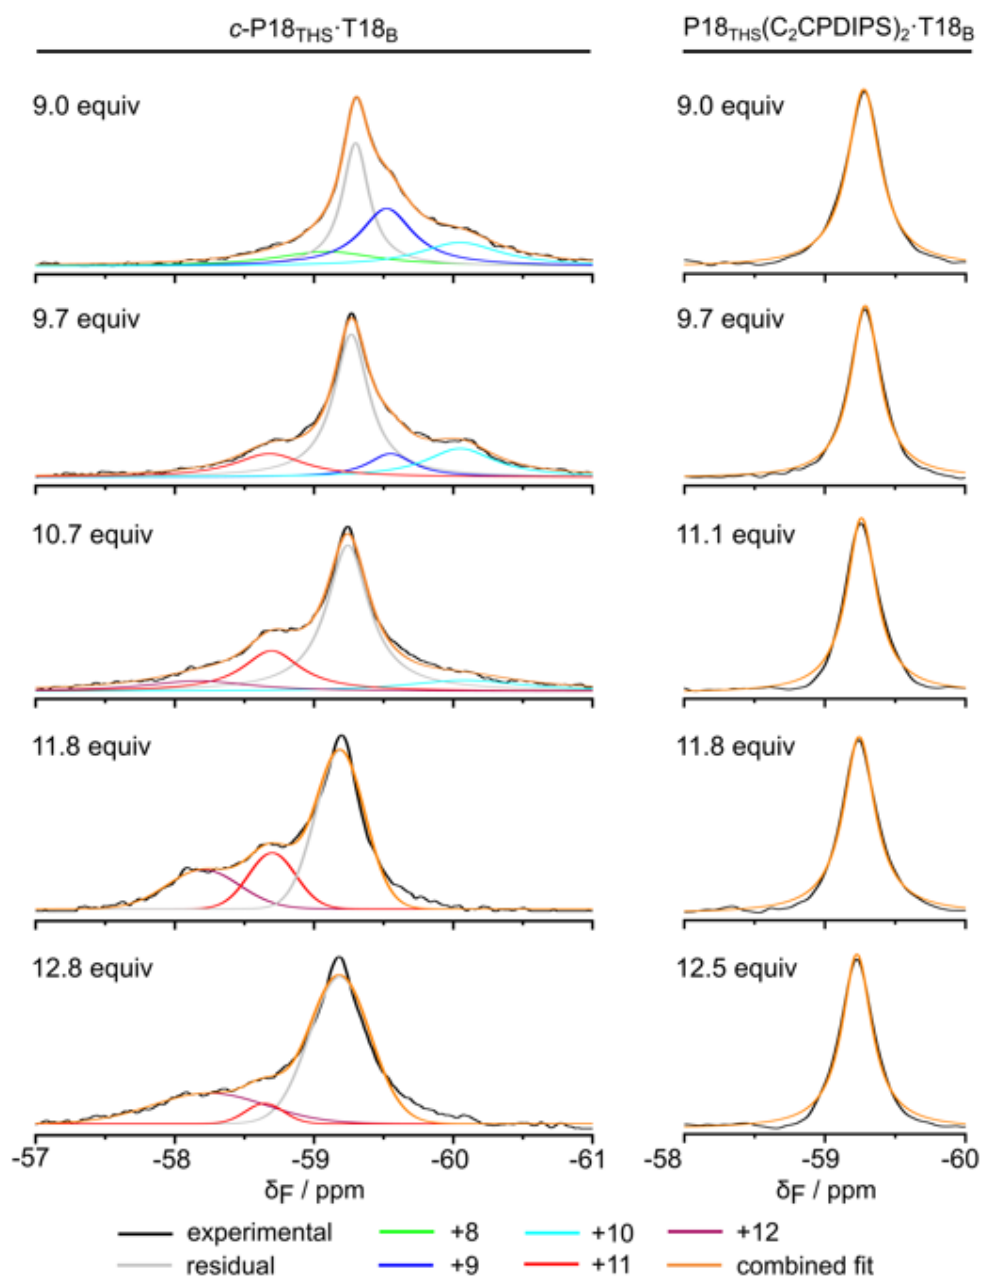 c-P18THS·T18B
P18THS(C2CPDIPS)2·T18B
9.0 equiv
9.0 equiv
9.7 equiv
9.7 equiv
10.7 equiv
11.1 equiv
11.8 equiv
11.8 equiv
12.8 equiv
12.5 equiv
-57 -58 -59 -60 -61
-58 -59 -60
δF / ppm
δF / ppm
experimental +8 +10 +12
residual +9 +11 combined fit